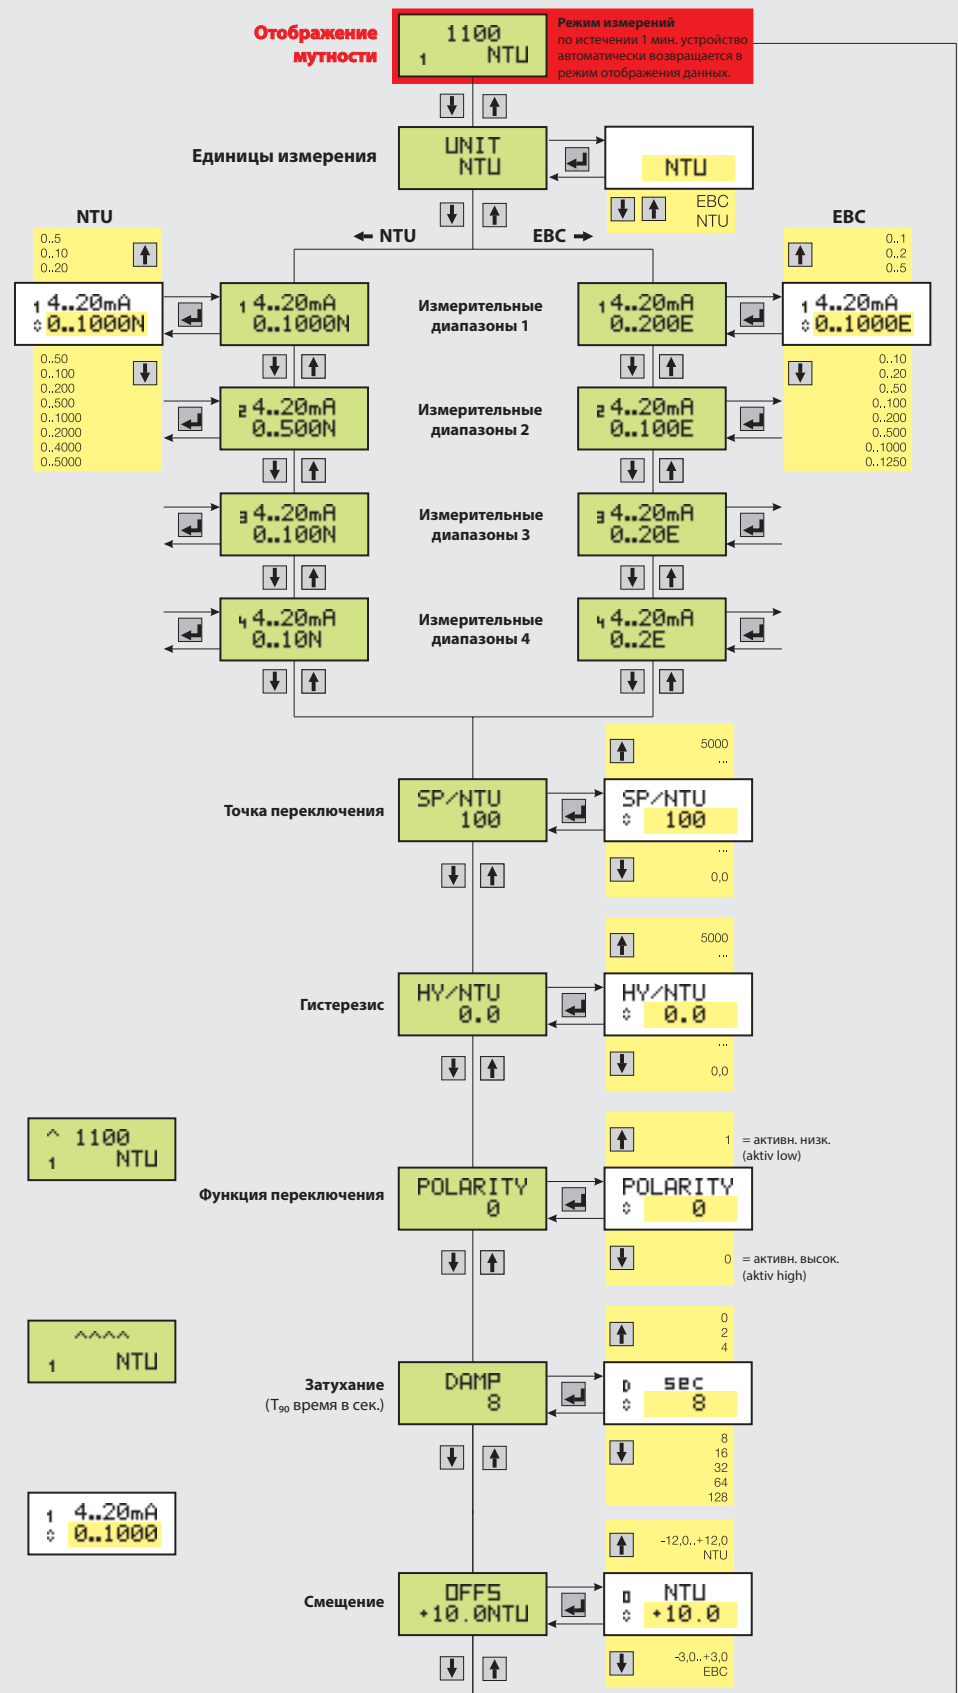 Отображение
мутности
1100
1 NTU
Режим измерений
по истечении 1 мин. устройство
автоматически возвращается в
режим отображения данных.
Единицы измерения
UNIT
NTU
NTU
EBC
NTU
← NTU
EBC →
NTU
0..5
0..10
0..20
1 4..20mA
0..1000N
0..50
0..100
0..200
0..500
0..1000
0..2000
0..4000
0..5000
1 4..20mA
0..1000N
Измерительные
диапазоны 1
1 4..20mA
0..200E
EBC
0..1
0..2
0..5
1 4..20mA
0..1000E
0..10
0..20
0..50
0..100
0..200
0..500
0..1000
0..1250
2 4..20mA
0..500N
Измерительные
диапазоны 2
2 4..20mA
0..100E
3 4..20mA
0..100N
Измерительные
диапазоны 3
3 4..20mA
0..20E
4 4..20mA
0..10N
Измерительные
диапазоны 4
4 4..20mA
0..2E
Точка переключения
SP/NTU
100
5000
...
SP/NTU
100
...
0,0
Гистерезис
HY/NTU
0.0
5000
...
HY/NTU
0.0
...
0,0
^ 1100
1 NTU
Функция переключения
POLARITY
0
1 = активн. низк.
(aktiv low)
POLARITY
0
0 = активн. высок.
(aktiv high)
^^^^
1 NTU
Затухание
(T90 время в сек.)
DAMP
8
0
2
4
D sec
8
8
16
32
64
128
1 4..20mA
0..1000
Смещение
OFFS
+10.0NTU
-12,0..+12,0
NTU
O NTU
+10.0
-3,0..+3,0
EBC